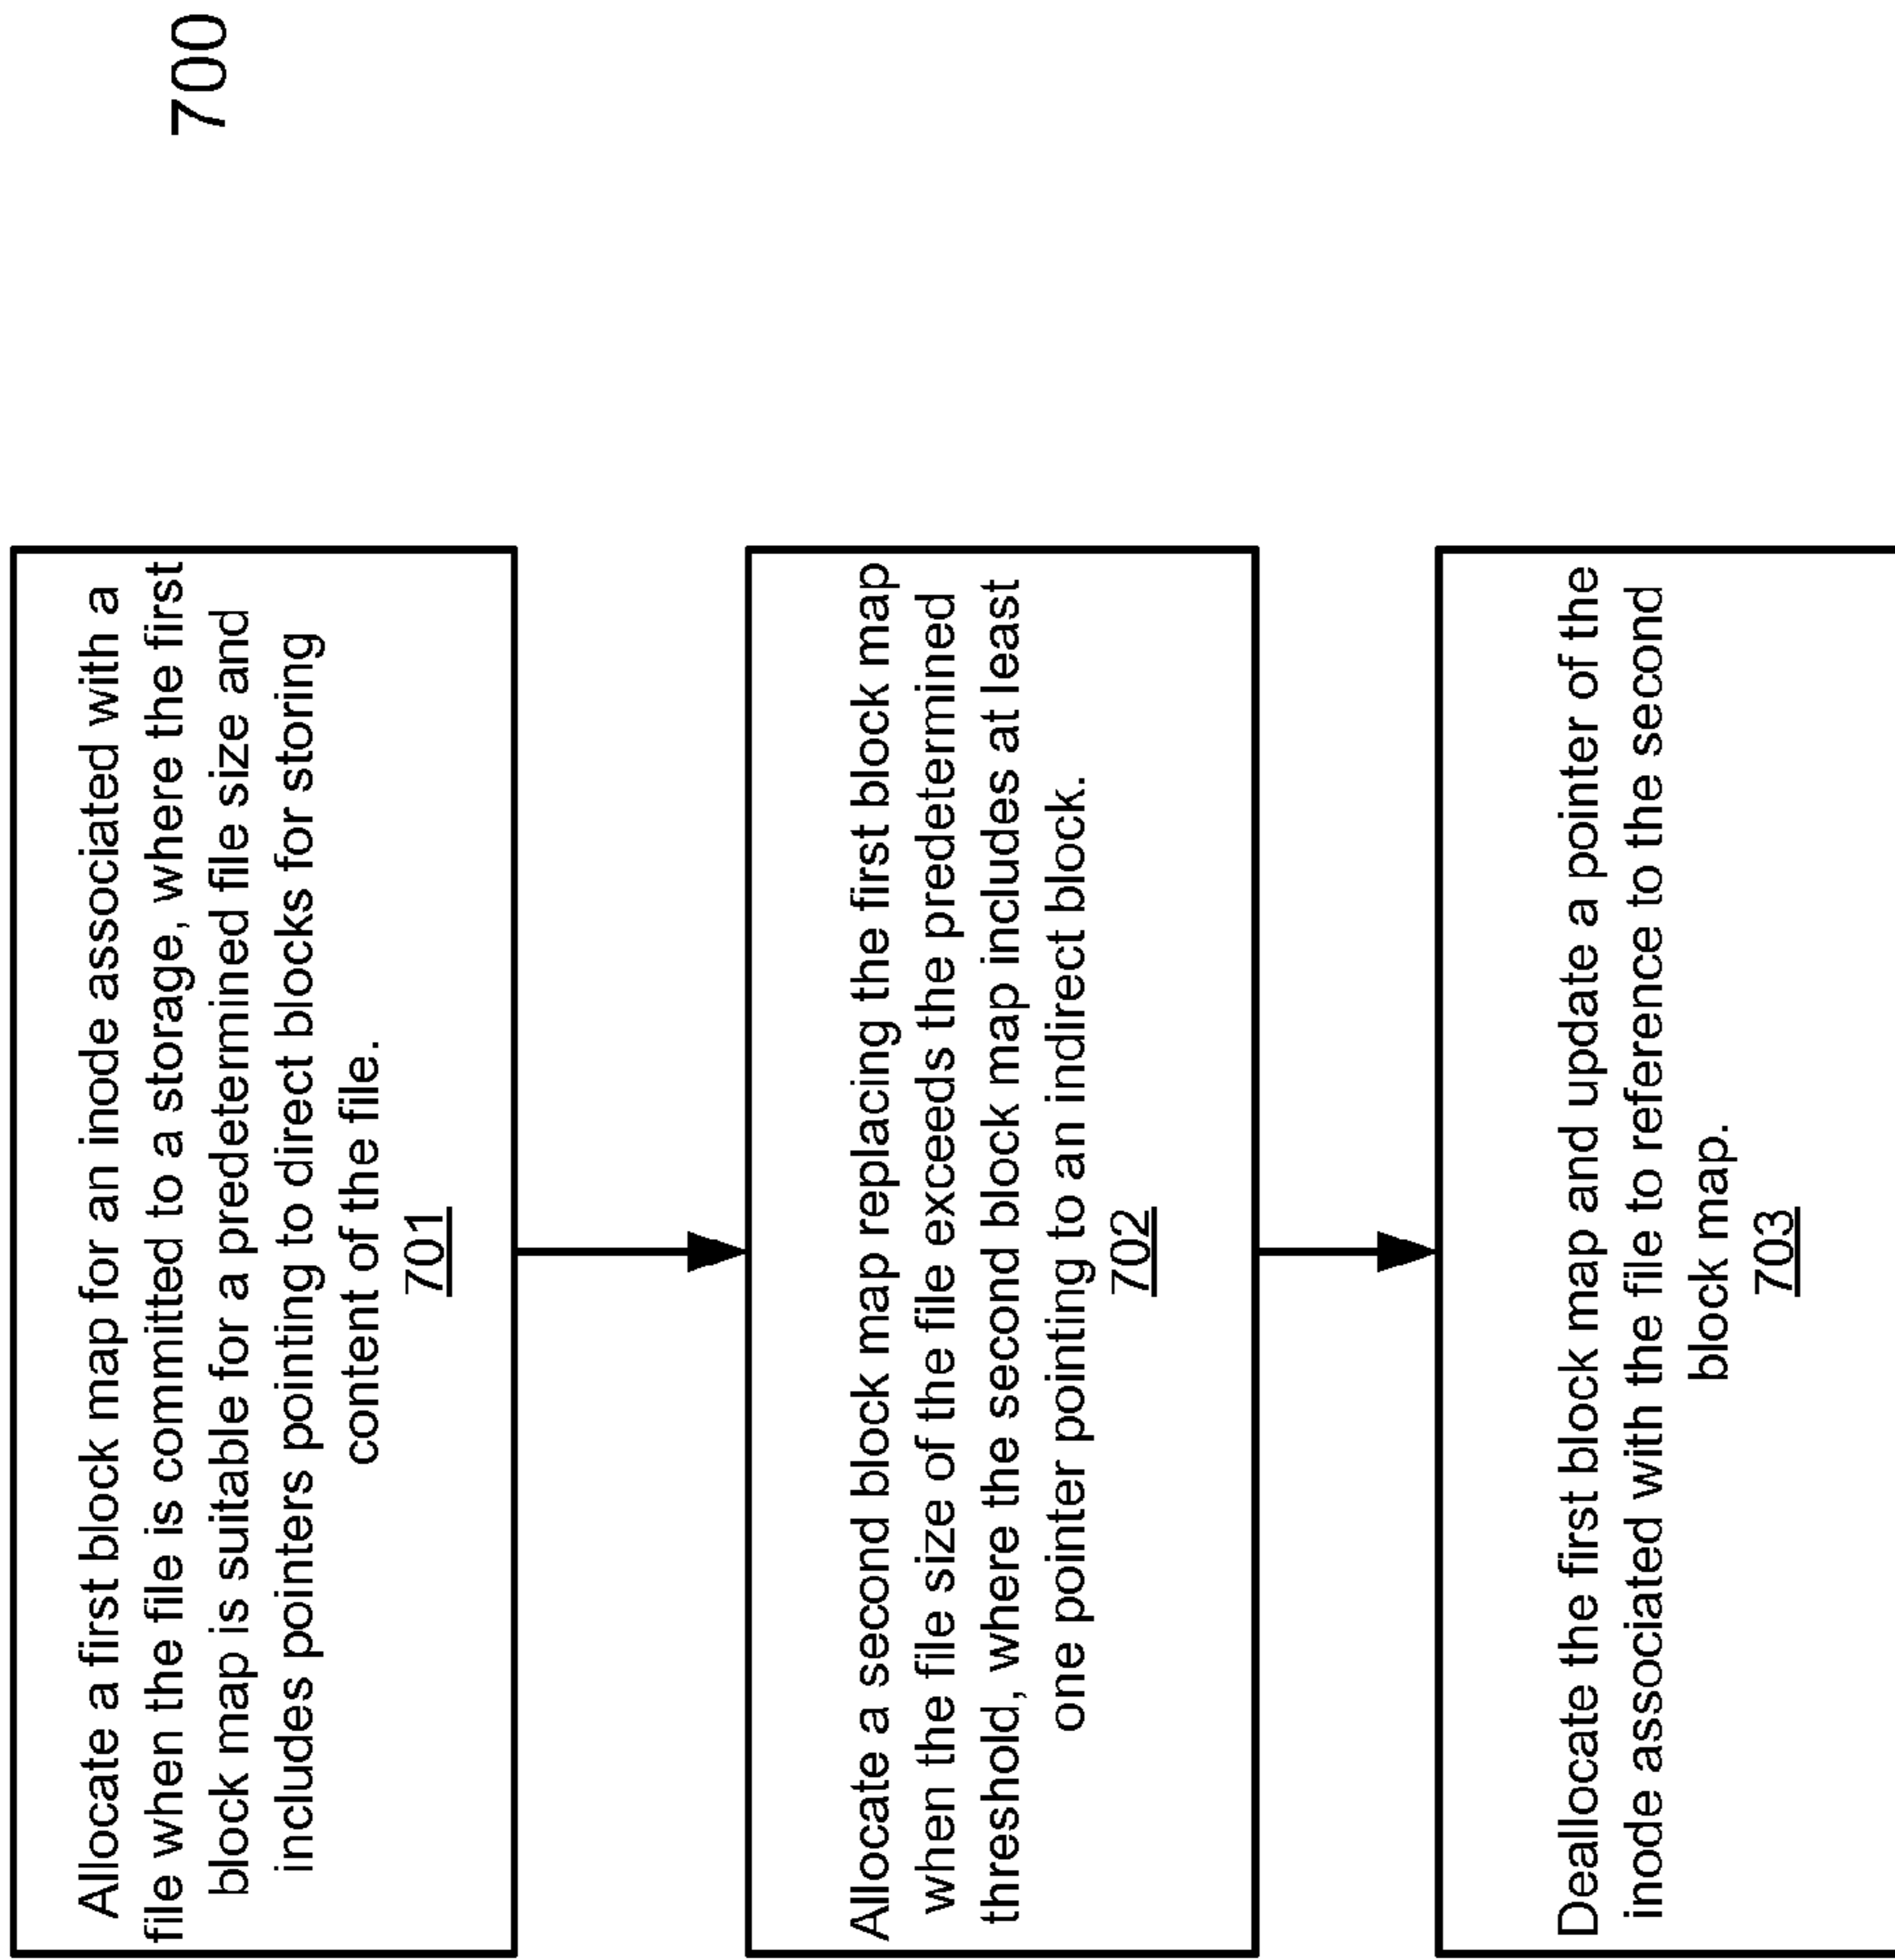 700
Allocate a first block map for an inode associated with a
file when the file is committed to a storage, where the first
block map is suitable for a predetermined file size and
includes pointers pointing to direct blocks for storing
content of the file.
701
Allocate a second block map replacing the first block map
when the file size of the file exceeds the predetermined
threshold, where the second block map includes at least
one pointer pointing to an indirect block.
702
Deallocate the first block map and update a pointer of the
inode associated with the file to reference to the second
block map.
703